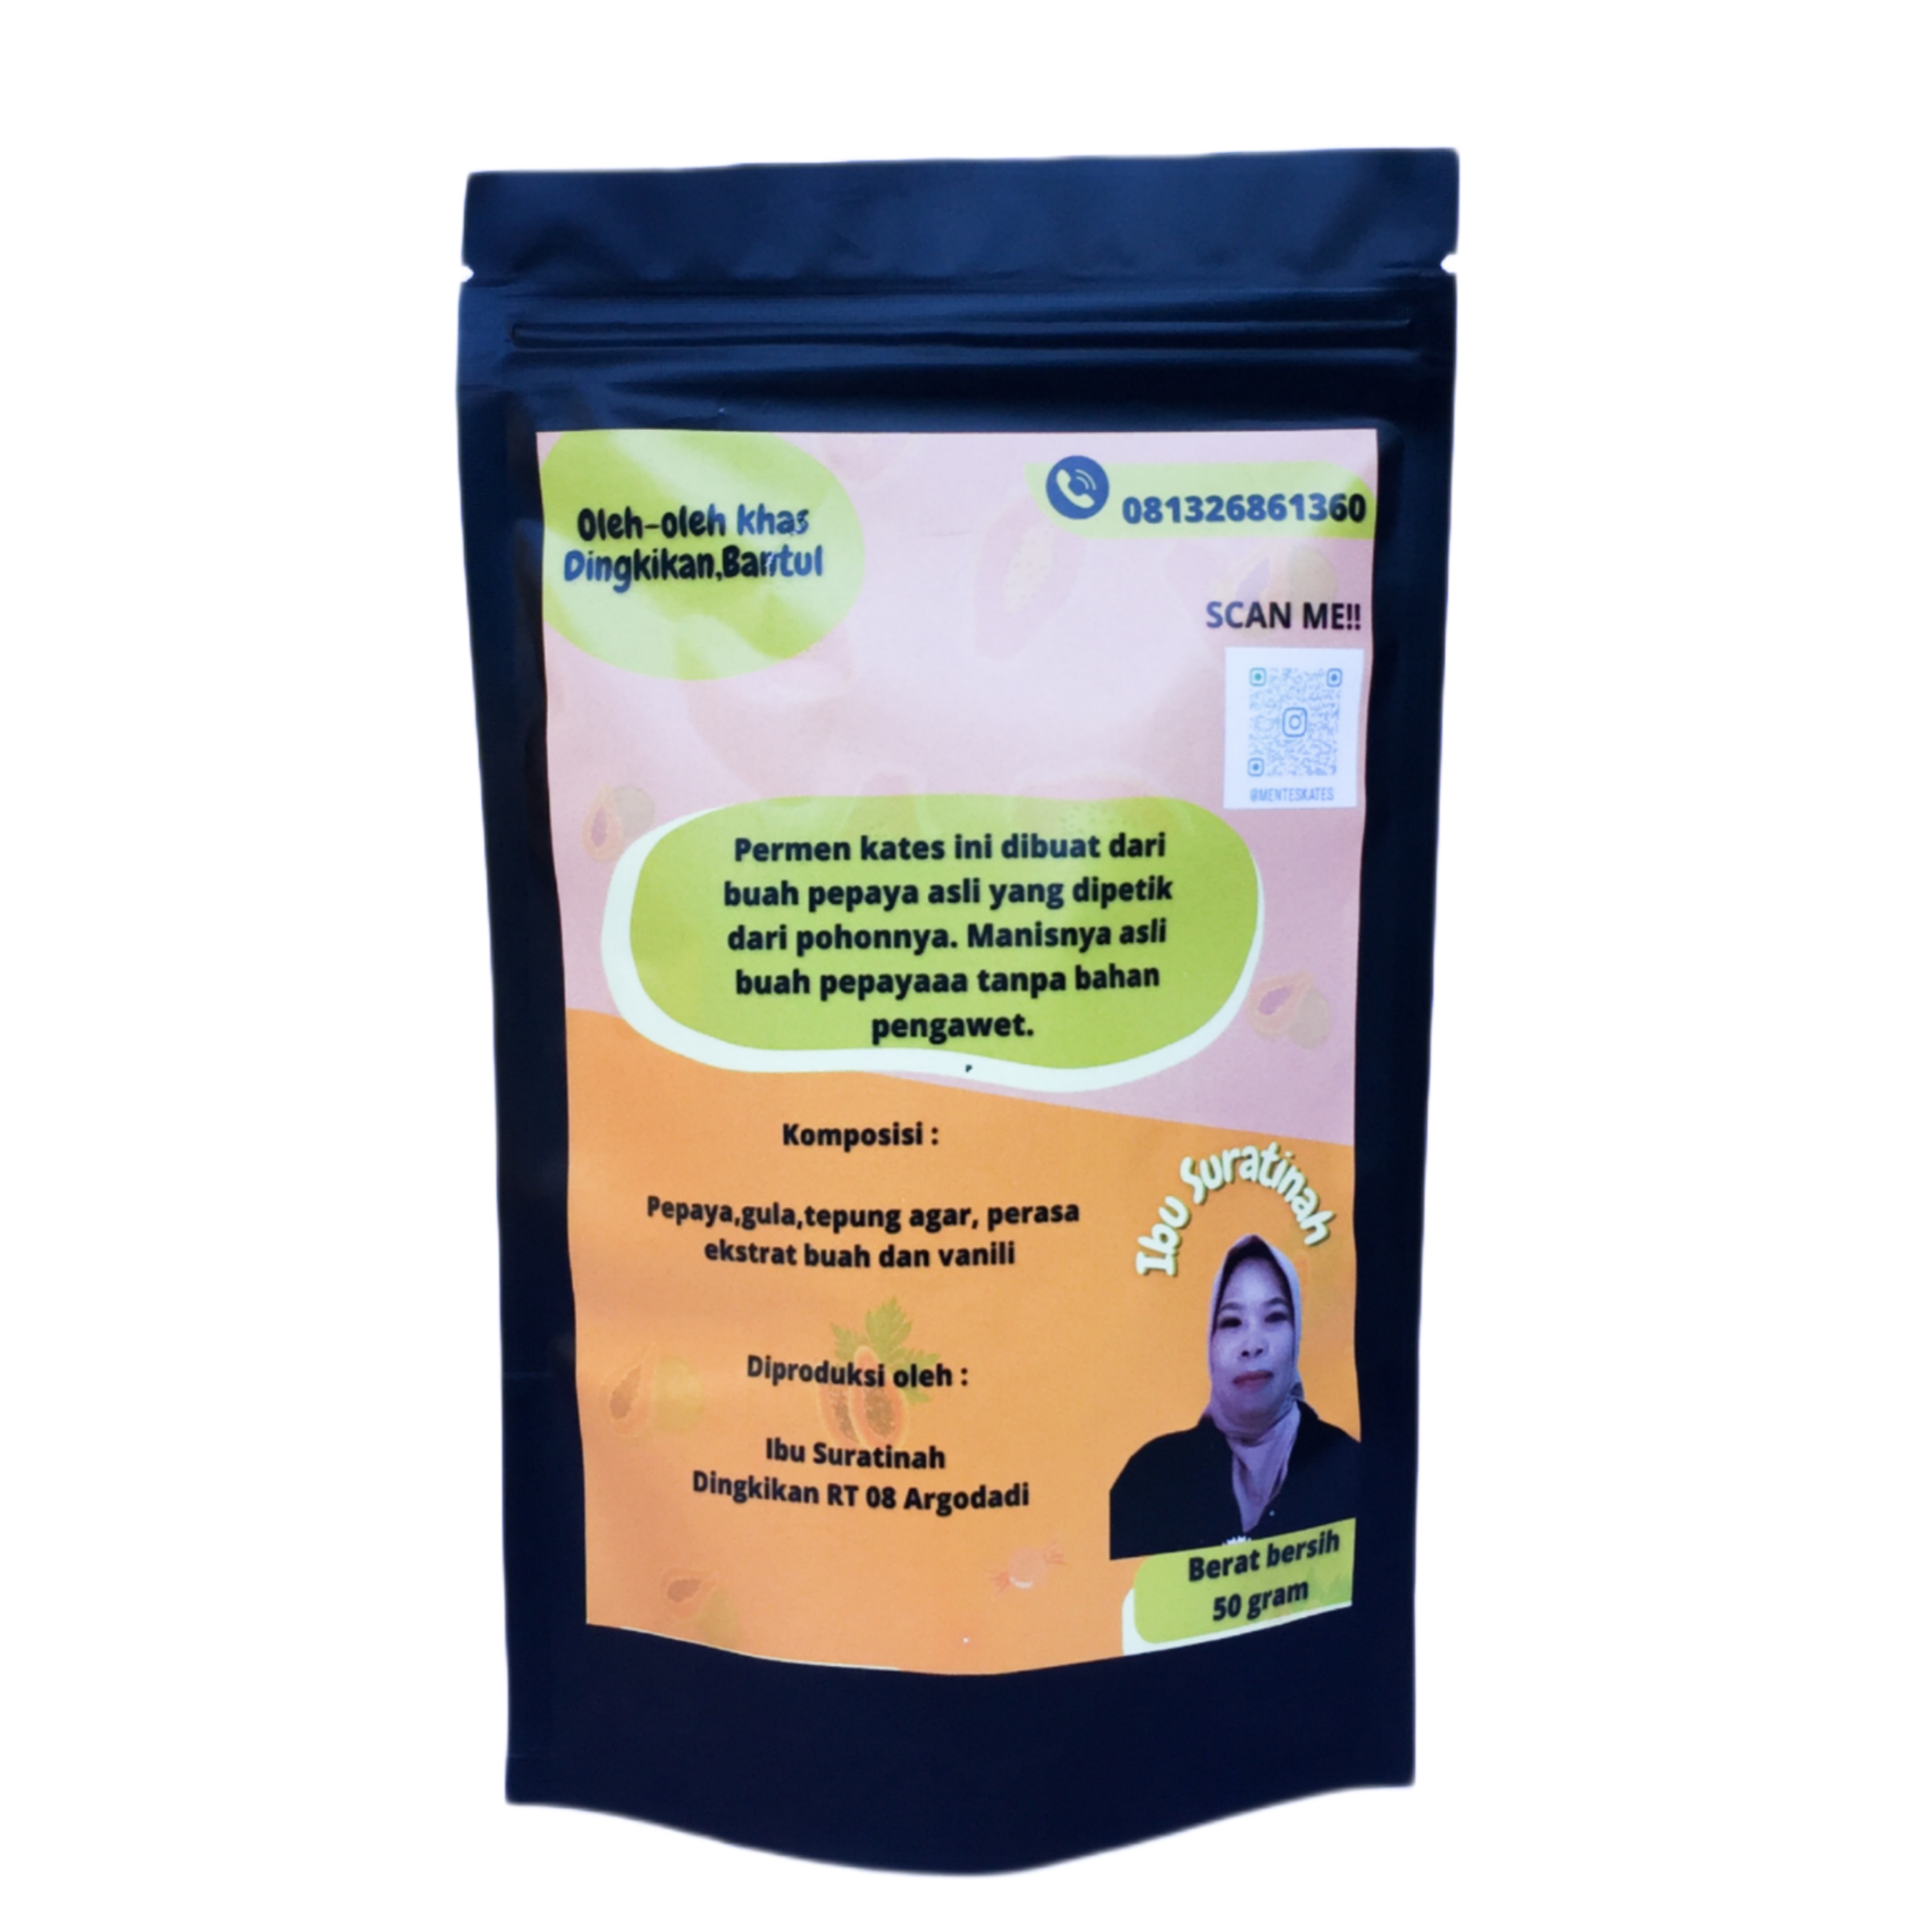 Oleh-oleh khas
Dingkikan,Bantul
081326861360
SCAN ME!!
@MENTESKATES
Permen kates ini dibuat dari
buah pepaya asli yang dipetik
dari pohonnya. Manisnya asli
buah pepayaaa tanpa bahan
pengawet.
Komposisi :
Pepaya,gula,tepung agar, perasa
ekstrat buah dan vanili
Diproduksi oleh :
Ibu Suratinah
Dingkikan RT 08 Argodadi
Ibu Suratinah
Berat bersih
50 gram